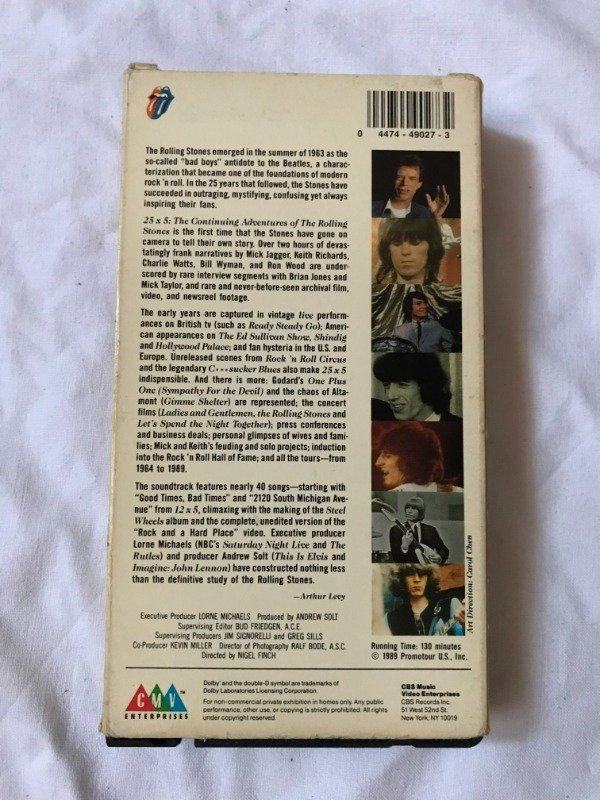 0 4474 - 49027 - 3
The Rolling Stones emerged in the summer of 1963 as the
so-called "bad boys" antidote to the Beatles, a charac-
terization that became one of the foundations of modern
rock 'n roll. In the 25 years that followed, the Stones have
succeeded in outraging, mystifying, confusing yet always
inspiring their fans.
25 x 5: The Continuing Adventures of The Rolling
Stones is the first time that the Stones have gone on
camera to tell their own story. Over two hours of devas-
tatingly frank narratives by Mick Jagger, Keith Richards,
Charlie Watts, Bill Wyman, and Ron Wood are under-
scored by rare interview segments with Brian Jones and
Mick Taylor, and rare and never-before-seen archival film,
video, and newsreel footage.
The early years are captured in vintage live perform-
ances on British tv (such as Ready Steady Go); Ameri-
can appearances on The Ed Sullivan Show, Shindig
and Hollywood Palace; and fan hysteria in the U.S. and
Europe. Unreleased scenes from Rock 'n Roll Circus
and the legendary C•••sucker Blues also make 25 x 5
indispensible. And there is more: Godard's One Plus
One (Sympathy For the Devil) and the chaos of Alta-
mont (Gimme Shelter) are represented; the concert
films (Ladies and Gentlemen, the Rolling Stones and
Let's Spend the Night Together); press conferences
and business deals; personal glimpses of wives and fami-
lies; Mick and Keith's feuding and solo projects; induction
into the Rock 'n Roll Hall of Fame; and all the tours—from
1964 to 1989.
The soundtrack features nearly 40 songs—starting with
"Good Times, Bad Times" and "2120 South Michigan Ave-
nue" from 12 x 5, climaxing with the making of the Steel
Wheels album and the complete, unedited version of the
"Rock and a Hard Place" video. Executive producer
Lorne Michaels (NBC's Saturday Night Live and The
Rutles) and producer Andrew Solt (This Is Elvis and
Imagine: John Lennon) have constructed nothing less
than the definitive study of the Rolling Stones.
—Arthur Levy
Art Direction: Carol Chen
Executive Producer LORNE MICHAELS Produced by ANDREW SOLT
Supervising Editor BUD FRIEDGEN, A.C.E.
Supervising Producers JIM SIGNORELLI and GREG SILLS
Co-Producer KEVIN MILLER Director of Photography RALF BODE, A.S.C.
Directed by NIGEL FINCH
Running Time: 130 minutes
© 1989 Promotour U.S., Inc.
CMV™
ENTERPRISES
Dolby and the double-D symbol are trademarks of
Dolby Laboratories Licensing Corporation.
For non-commercial private exhibition in homes only. Any public
performance, other use, or copying is strictly prohibited. All rights
under copyright reserved.
CBS Music
Video Enterprises
CBS Records Inc.
51 West 52nd St.
New York, NY 10019